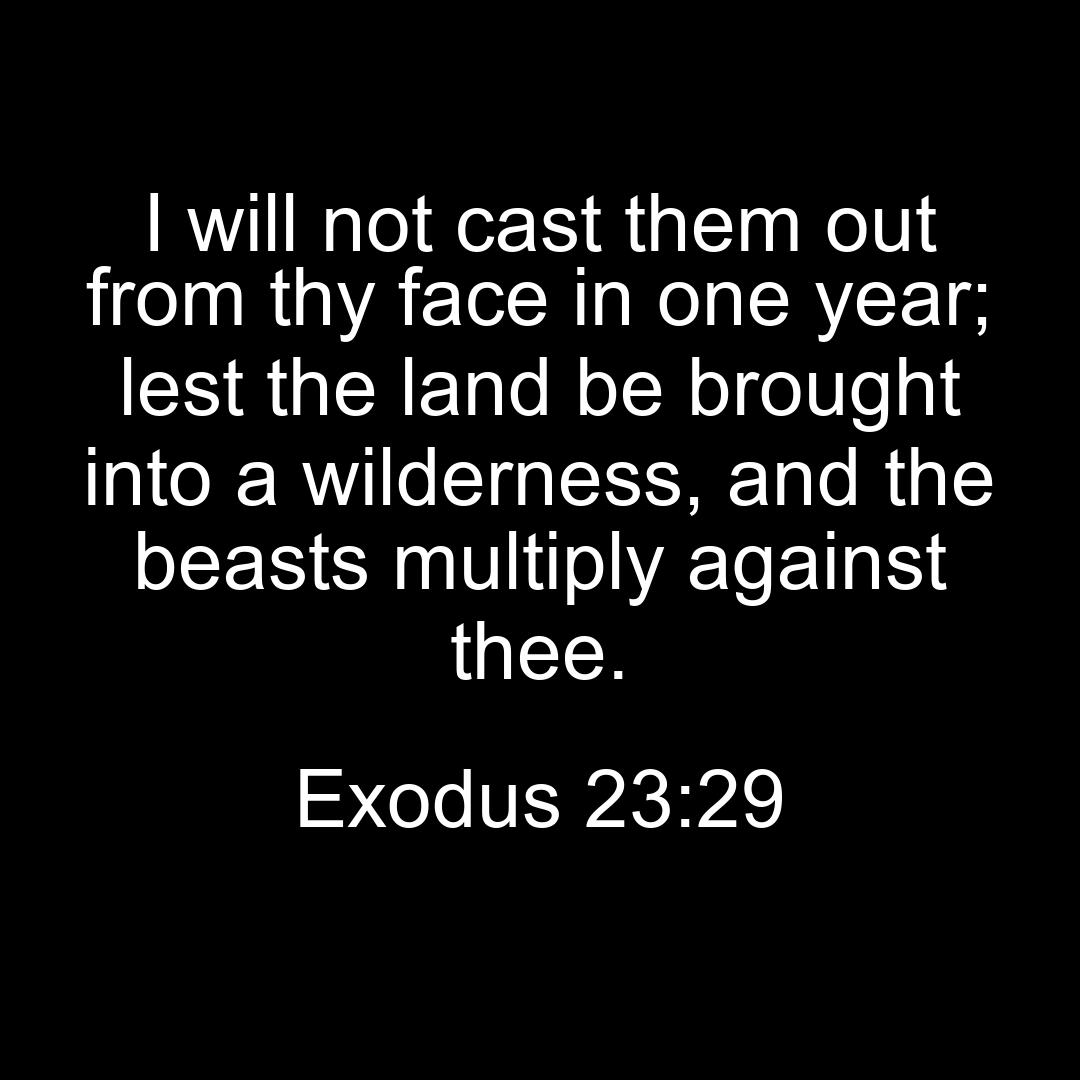 I will not cast them out
from thy face in one year;
lest the land be brought
into a wilderness, and the
beasts multiply against
thee.
Exodus 23:29